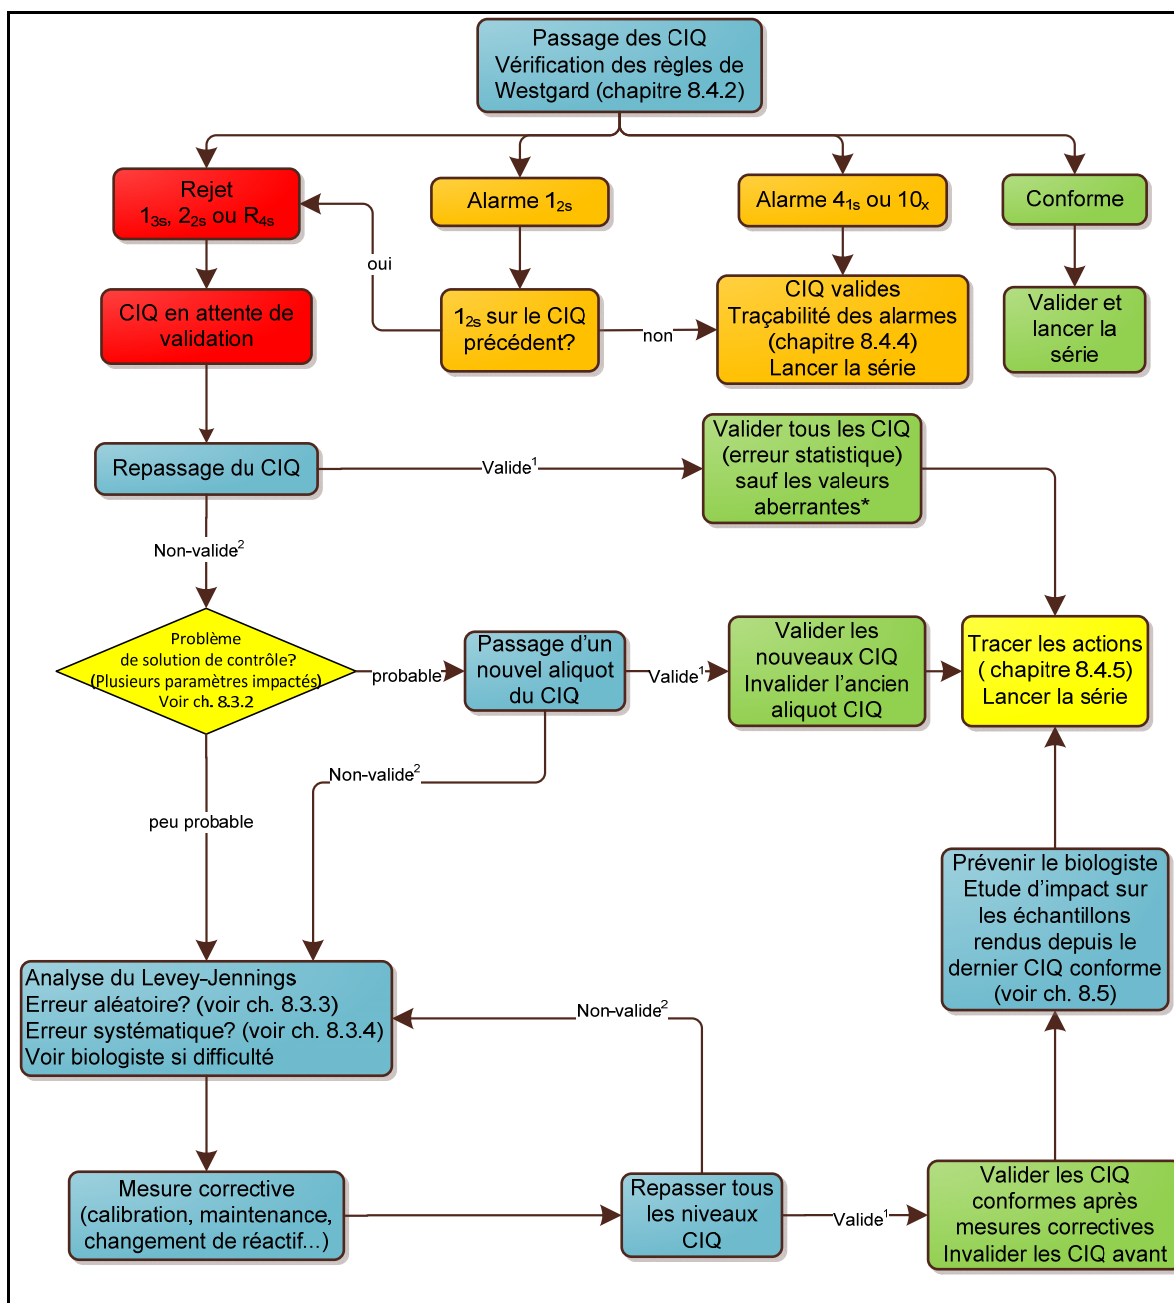 Passage des CIQ
Vérification des règles de
Westgard (chapitre 8.4.2)
Rejet
1₃ₛ, 2₂ₛ ou R₄ₛ
Alarme 1₂ₛ
Alarme 4₁ₛ ou 10ₓ
Conforme
oui
CIQ en attente de
validation
1₂ₛ sur le CIQ
précédent?
non
CIQ valides
Traçabilité des alarmes
(chapitre 8.4.4)
Lancer la série
Valider et
lancer la
série
Repassage du CIQ
Valide¹
Valider tous les CIQ
(erreur statistique)
sauf les valeurs
aberrantes*
Non-valide²
Problème
de solution de contrôle?
(Plusieurs paramètres impactés)
Voir ch. 8.3.2
probable
Passage d'un
nouvel aliquot
du CIQ
Valide¹
Valider les
nouveaux CIQ
Invalider l'ancien
aliquot CIQ
Tracer les actions
( chapitre 8.4.5)
Lancer la série
Non-valide²
peu probable
Prévenir le biologiste
Etude d'impact sur
les échantillons
rendus depuis le
dernier CIQ conforme
(voir ch. 8.5)
Analyse du Levey-Jennings
Erreur aléatoire? (voir ch. 8.3.3)
Erreur systématique? (voir ch. 8.3.4)
Voir biologiste si difficulté
Non-valide²
Mesure corrective
(calibration, maintenance,
changement de réactif...)
Repasser tous
les niveaux
CIQ
Valide¹
Valider les CIQ
conformes après
mesures correctives
Invalider les CIQ avant